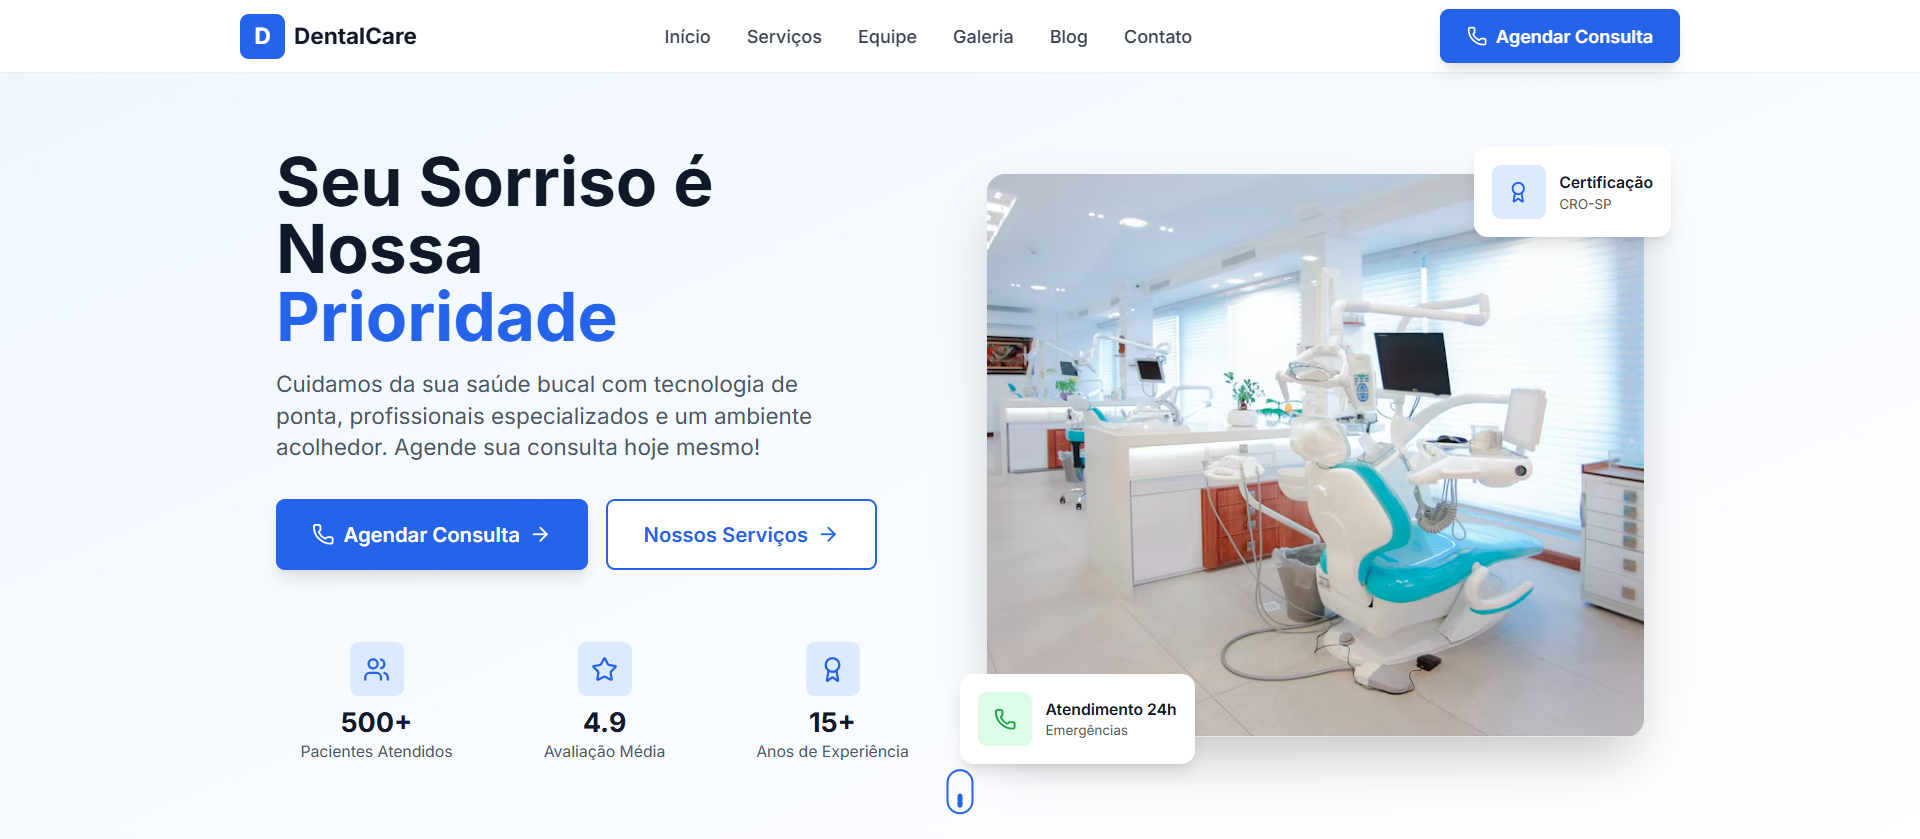 D DentalCare
Início Serviços Equipe Galeria Blog Contato
Agendar Consulta
Seu Sorriso é
Nossa
Prioridade
Cuidamos da sua saúde bucal com tecnologia de
ponta, profissionais especializados e um ambiente
acolhedor. Agende sua consulta hoje mesmo!
Agendar Consulta
Nossos Serviços
500+
Pacientes Atendidos
4.9
Avaliação Média
15+
Anos de Experiência
Certificação
CRO-SP
Atendimento 24h
Emergências